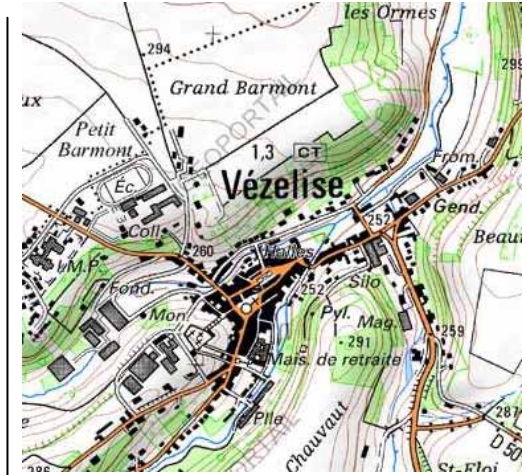 les Ormes
294
299
Grand Barmont
GEOPORTAIL
Petit
Barmont
1,3 CT
From.
Éc.
Vézelise
Gend.
252
Coll.
260
Halles
Beau
I.M.P.
Fond.
252
Silo
Mon.
Pyl.
Mag.
291
259
Mais. de retraite
Plle
287
Chauvaut
D 50
286
St-Eloi